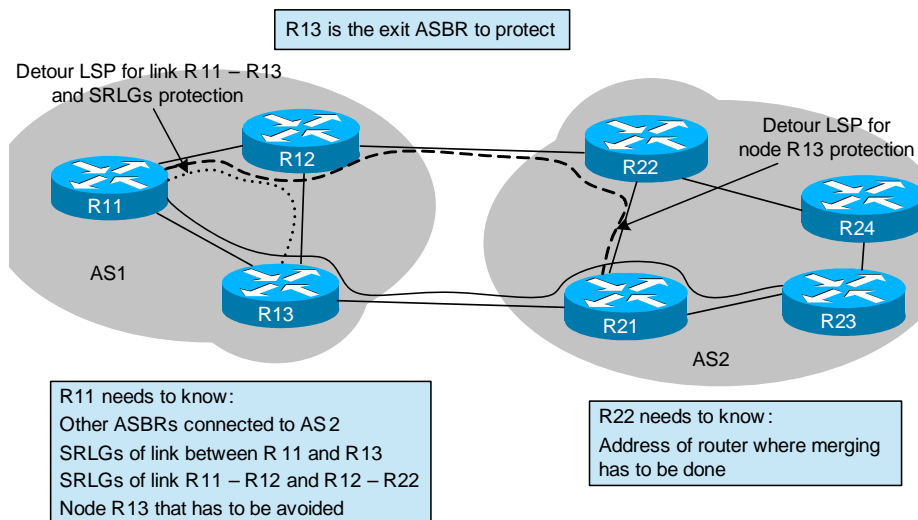 R13 is the exit ASBR to protect
Detour LSP for link R11 – R13
and SRLGs protection
Detour LSP for
node R13 protection
R12
R22
R11
R24
AS1
R13
R21
R23
AS2
R11 needs to know:
Other ASBRs connected to AS2
SRLGs of link between R11 and R13
SRLGs of link R11 – R12 and R12 – R22
Node R13 that has to be avoided
R22 needs to know:
Address of router where merging
has to be done